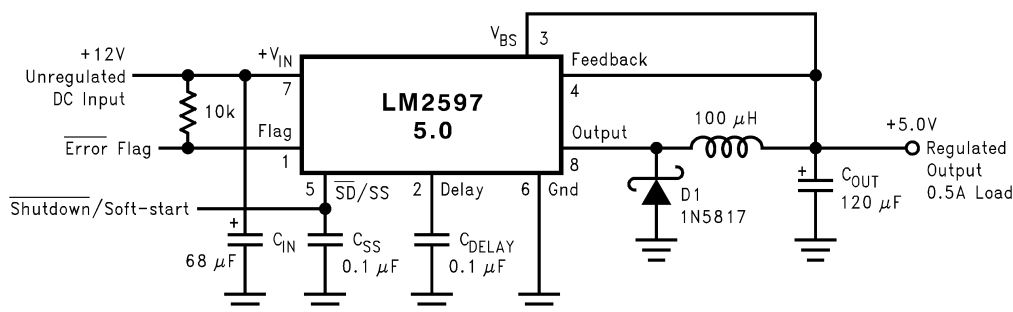 +12V
Unregulated
DC Input
10k
Error Flag
Shutdown/Soft-start
+VIN
7
Flag
1
LM2597
5.0
VBS
3
Feedback
4
Output
8
5
SD/SS
2
Delay
6
Gnd
+
CIN
68 μF
CSS
0.1 μF
CDELAY
0.1 μF
100 μH
D1
1N5817
+
COUT
120 μF
+5.0V
Regulated
Output
0.5A Load